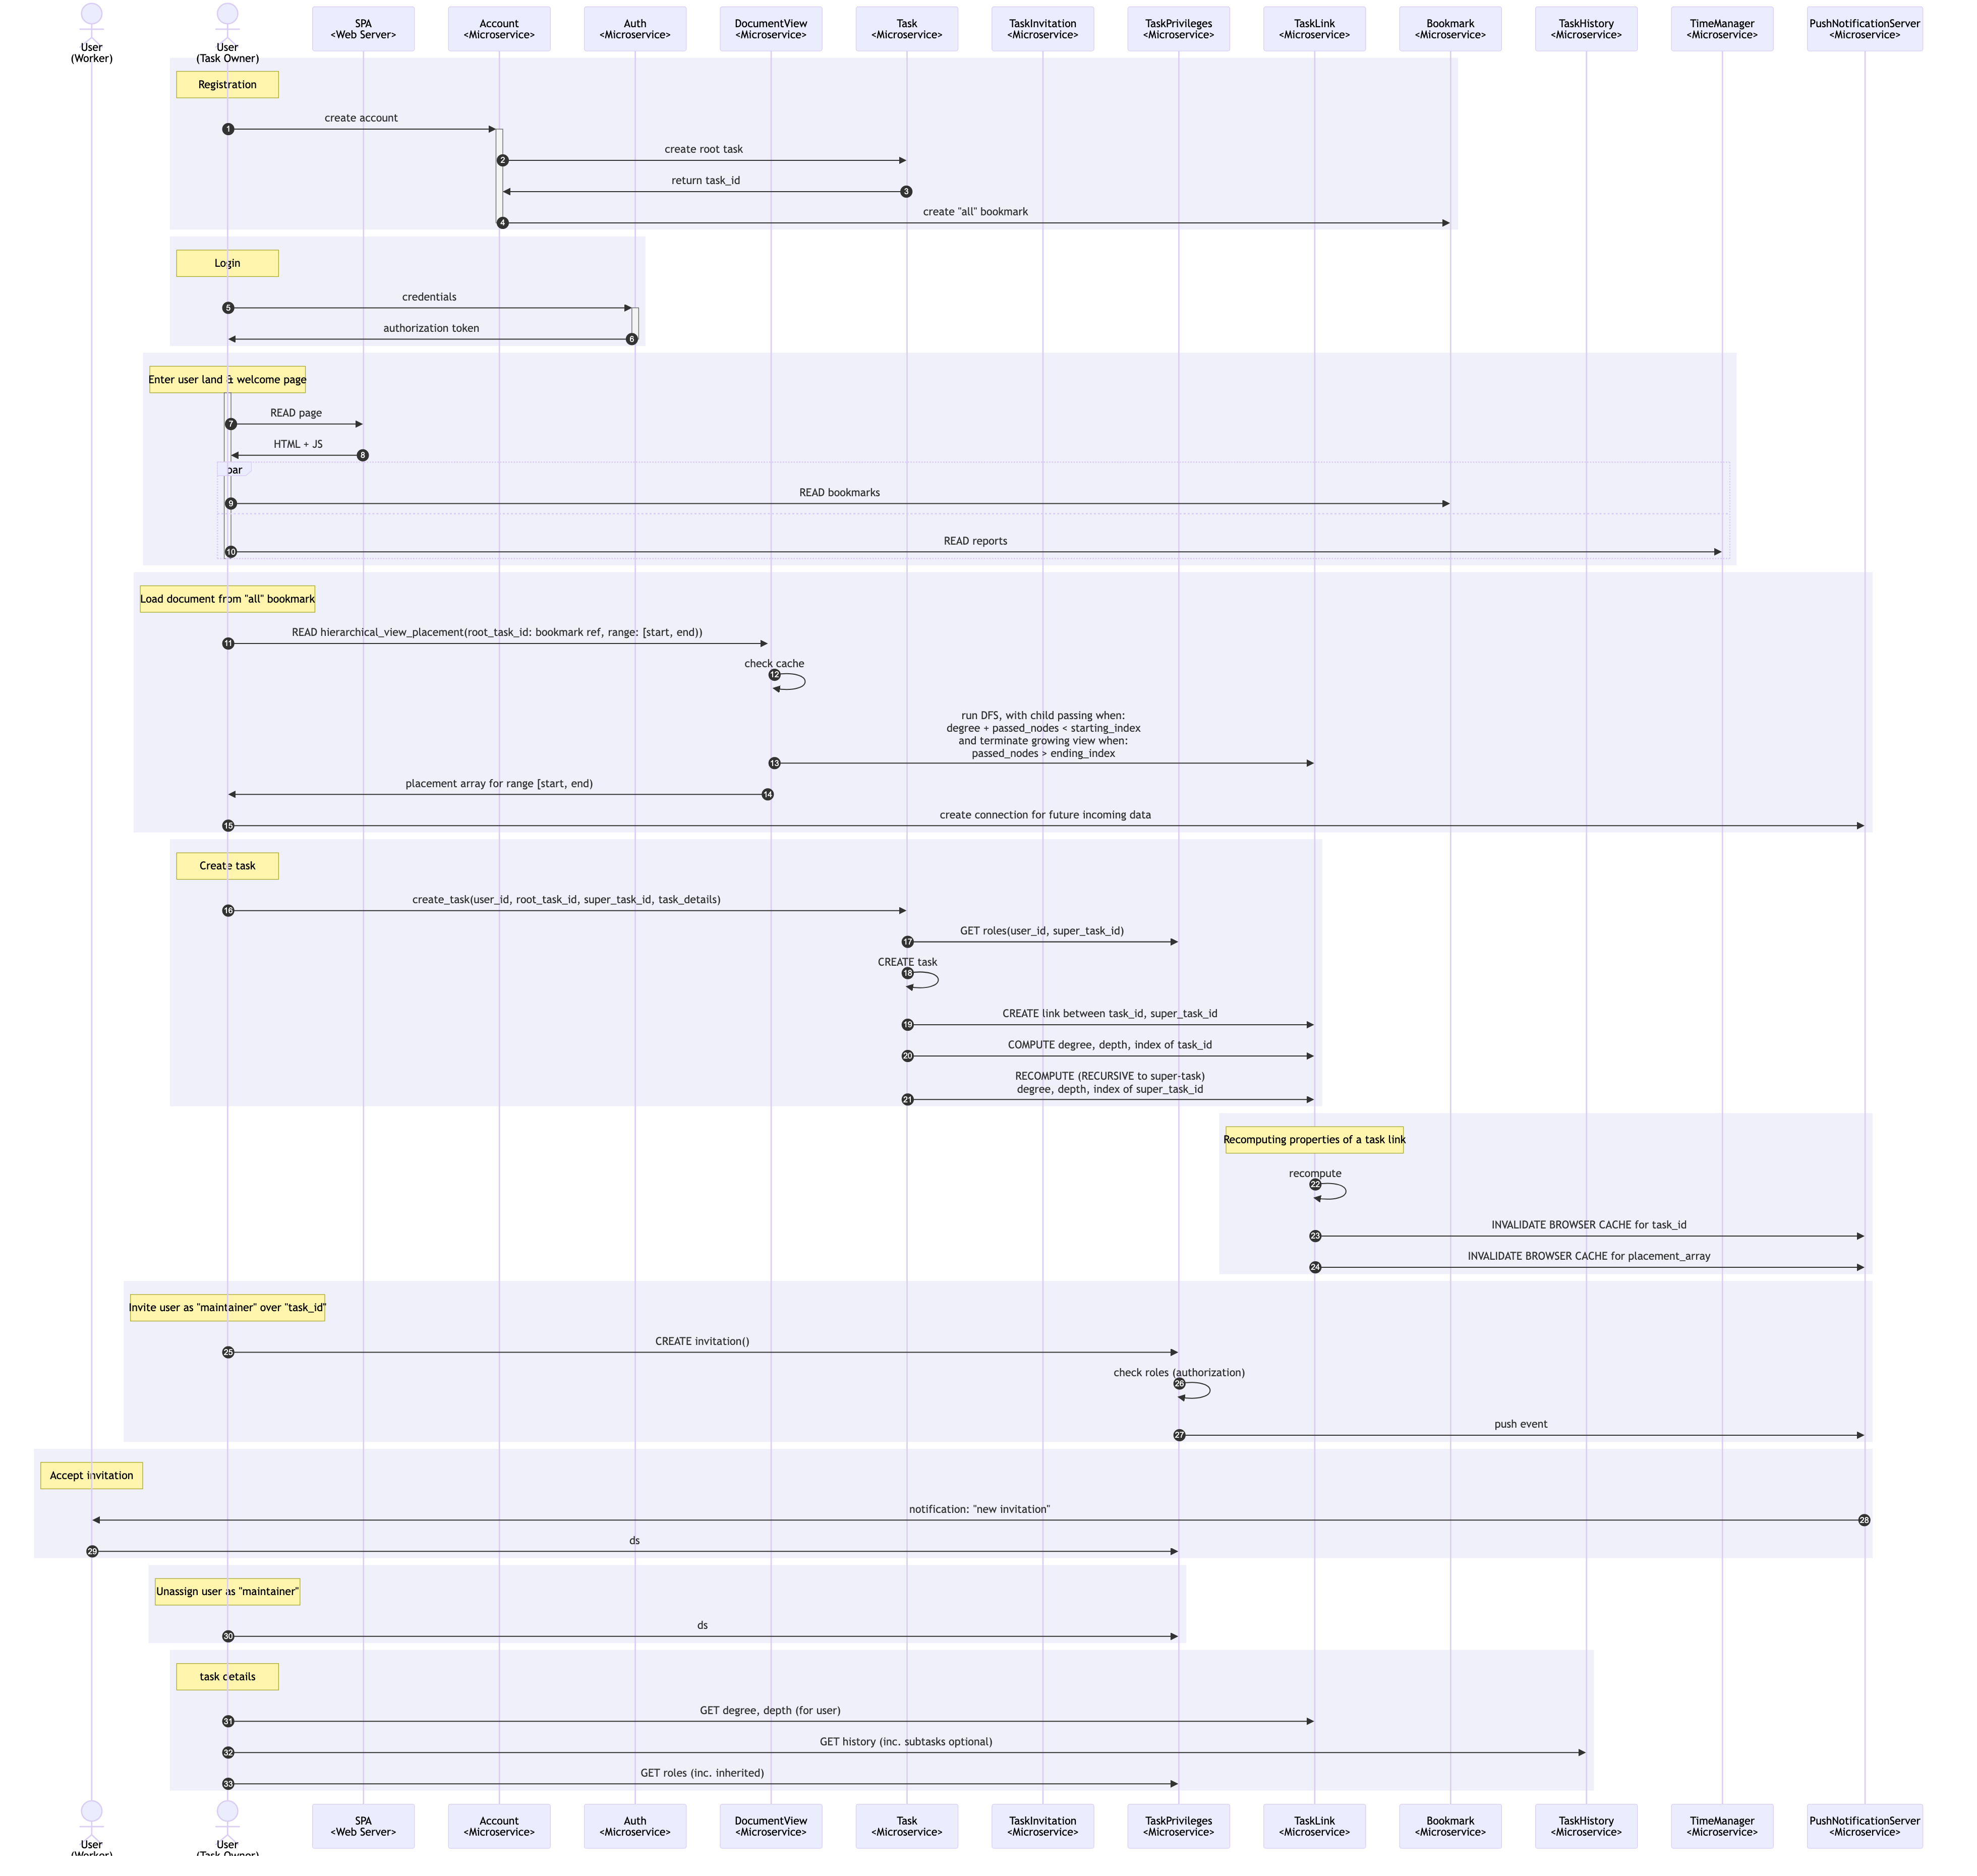 User
(Worker)
User
(Task Owner)
SPA
<Web Server>
Account
<Microservice>
Auth
<Microservice>
DocumentView
<Microservice>
Task
<Microservice>
TaskInvitation
<Microservice>
TaskPrivileges
<Microservice>
TaskLink
<Microservice>
Bookmark
<Microservice>
TaskHistory
<Microservice>
TimeManager
<Microservice>
PushNotificationServer
<Microservice>
Registration
create account
1
create root task
2
return task_id
3
create "all" bookmark
4
Login
credentials
5
authorization token
6
Enter user land & welcome page
READ page
7
HTML + JS
8
par
READ bookmarks
9
READ reports
10
Load document from "all" bookmark
READ hierarchical_view_placement(root_task_id: bookmark ref, range: [start, end))
11
check cache
12
run DFS, with child passing when:
degree + passed_nodes < starting_index
and terminate growing view when:
passed_nodes > ending_index
13
placement array for range [start, end)
14
create connection for future incoming data
15
Create task
create_task(user_id, root_task_id, super_task_id, task_details)
16
GET roles(user_id, super_task_id)
17
CREATE task
18
CREATE link between task_id, super_task_id
19
COMPUTE degree, depth, index of task_id
20
RECOMPUTE (RECURSIVE to super-task)
degree, depth, index of super_task_id
21
Recomputing properties of a task link
recompute
22
INVALIDATE BROWSER CACHE for task_id
23
INVALIDATE BROWSER CACHE for placement_array
24
Invite user as "maintainer" over "task_id"
CREATE invitation()
25
check roles (authorization)
26
push event
27
Accept invitation
notification: "new invitation"
28
ds
29
Unassign user as "maintainer"
ds
30
task details
GET degree, depth (for user)
31
GET history (inc. subtasks optional)
32
GET roles (inc. inherited)
33
User
(Worker)
User
(Task Owner)
SPA
<Web Server>
Account
<Microservice>
Auth
<Microservice>
DocumentView
<Microservice>
Task
<Microservice>
TaskInvitation
<Microservice>
TaskPrivileges
<Microservice>
TaskLink
<Microservice>
Bookmark
<Microservice>
TaskHistory
<Microservice>
TimeManager
<Microservice>
PushNotificationServer
<Microservice>